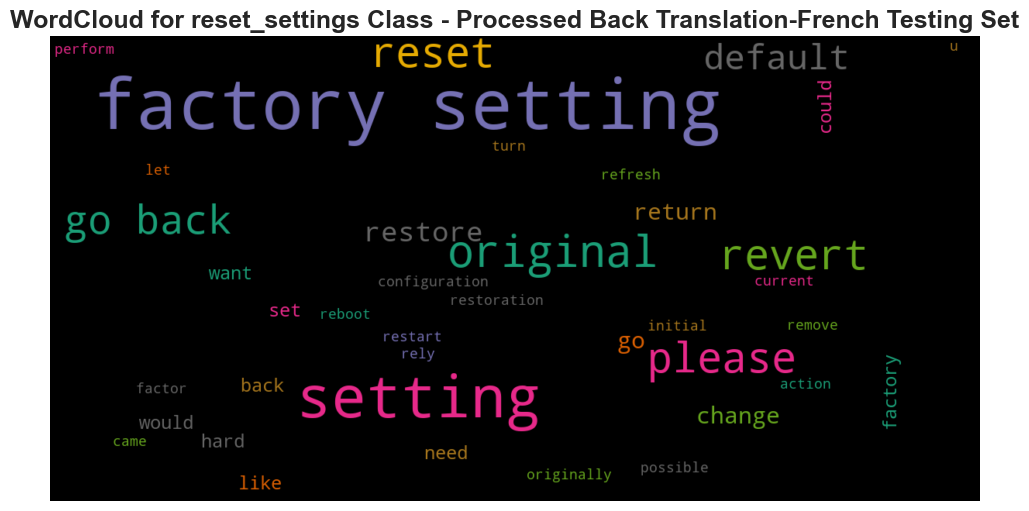 WordCloud for reset_settings Class - Processed Back Translation-French Testing Set
perform
reset
default
u
factory setting
could
turn
let
refresh
go back
return
restore
original
revert
want
configuration
current
restoration
set
reboot
initial
remove
restart
go
rely
please
factor
back
setting
action
factory
would
change
came
hard
need
possible
originally
like